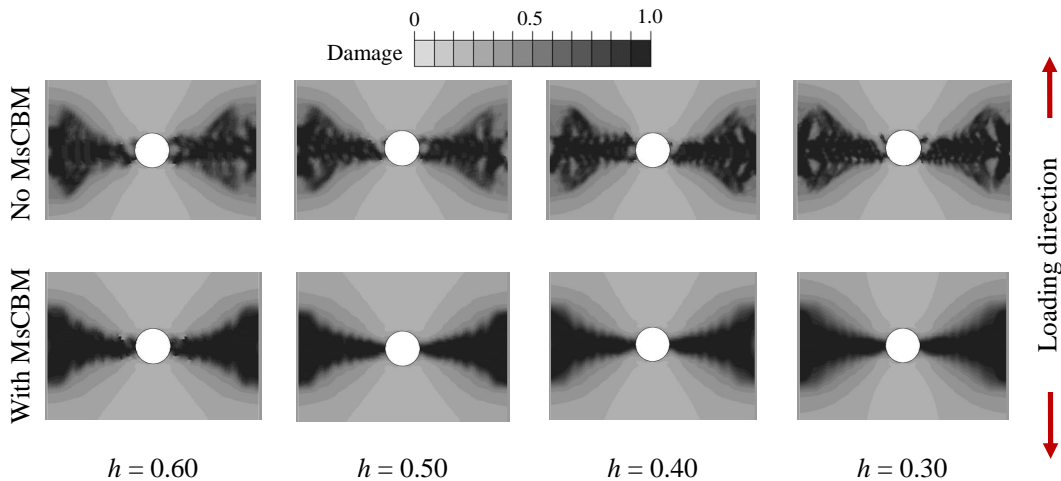 0 0.5 1.0
Damage
No MsCBM
With MsCBM
Loading direction
h = 0.60 h = 0.50 h = 0.40 h = 0.30